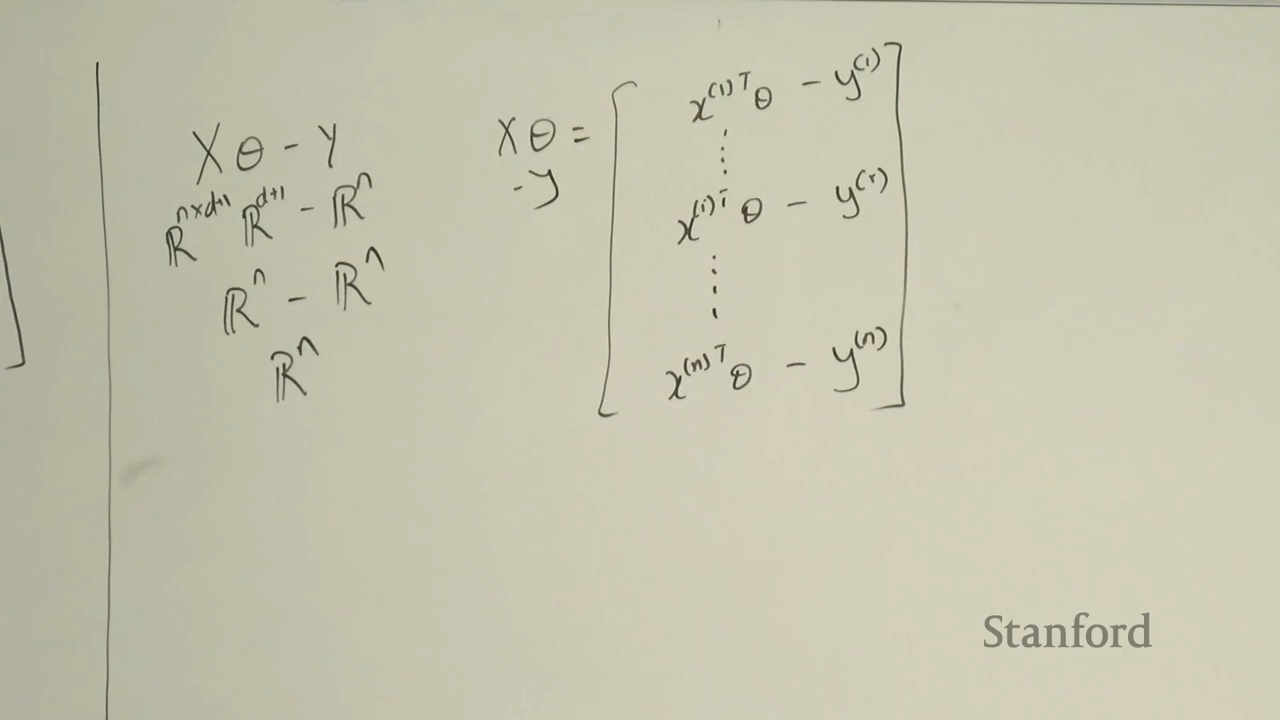 Xθ - Y
ℝ^{n×d+1} ℝ^{d+1} - ℝ^n
ℝ^n - ℝ^n
ℝ^n
Xθ =
- y
x^{(1)T} θ - y^{(1)}
⋮
x^{(i)T} θ - y^{(i)}
⋮
x^{(n)T} θ - y^{(n)}
Stanford